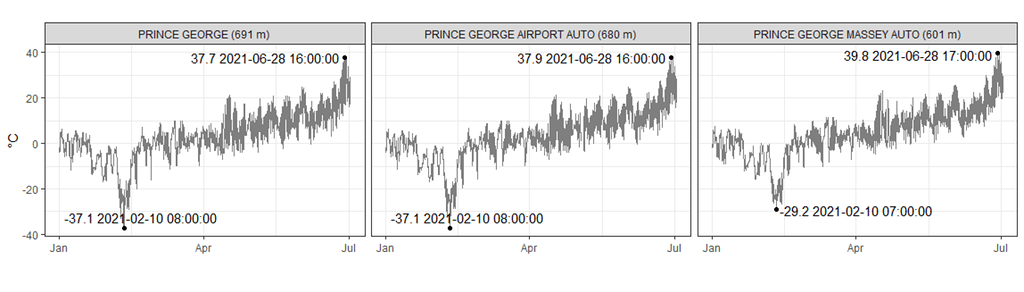 PRINCE GEORGE (691 m)
PRINCE GEORGE AIRPORT AUTO (680 m)
PRINCE GEORGE MASSEY AUTO (601 m)
°C
40
20
0
-20
-40
37.7 2021-06-28 16:00:00
-37.1 2021-02-10 08:00:00
37.9 2021-06-28 16:00:00
-37.1 2021-02-10 08:00:00
39.8 2021-06-28 17:00:00
-29.2 2021-02-10 07:00:00
Jan Apr Jul
Jan Apr Jul
Jan Apr Jul